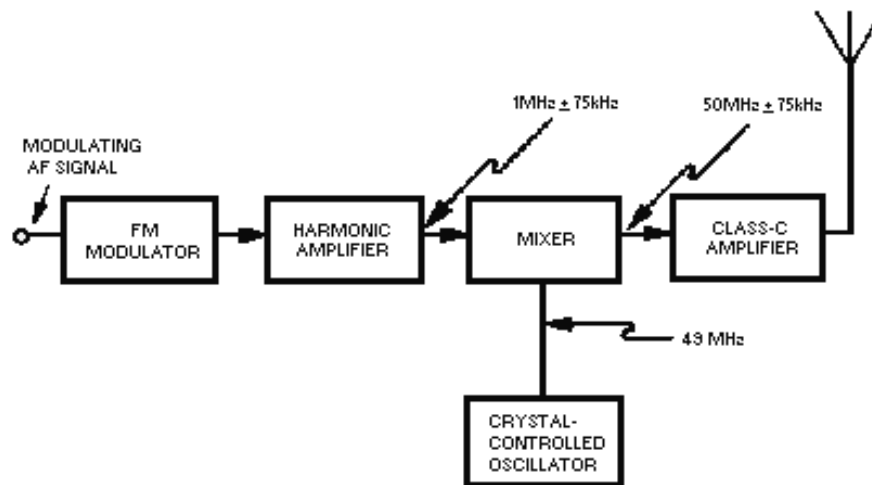 1MHz ± 75kHz
50MHz ± 75kHz
MODULATING
AF SIGNAL
FM
MODULATOR
HARMONIC
AMPLIFIER
MIXER
CLASS-C
AMPLIFIER
49 MHz
CRYSTAL-
CONTROLLED
OSCILLATOR